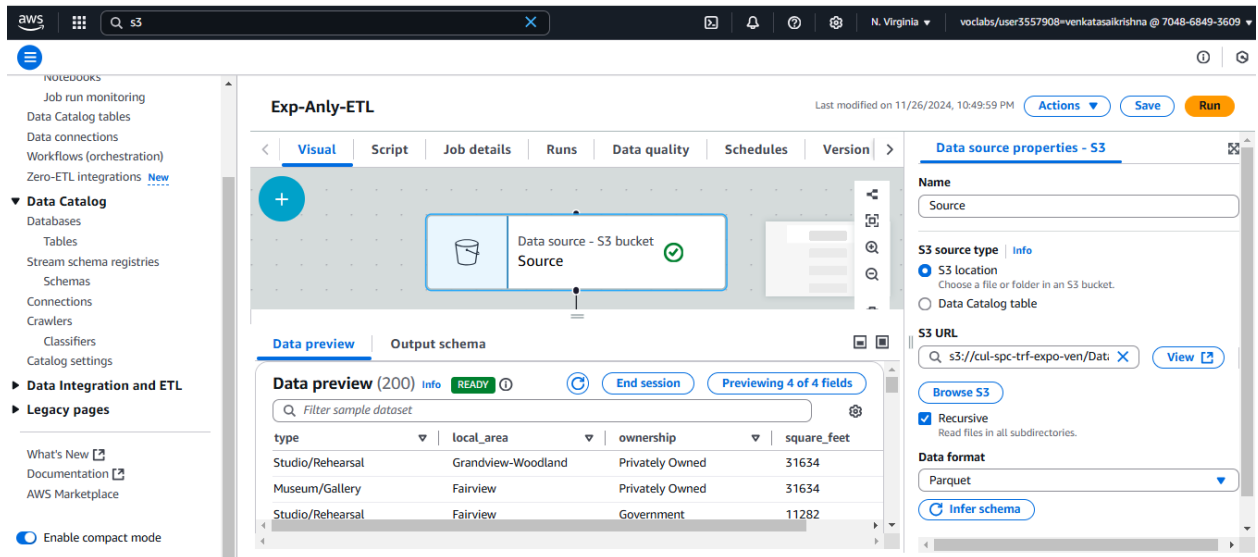 aws
s3
N. Virginia
voclabs/user3557908=venkatasaikrishna @ 7048-6849-3609
Notebooks
Job run monitoring
Data Catalog tables
Data connections
Workflows (orchestration)
Zero-ETL integrations New
Data Catalog
Databases
Tables
Stream schema registries
Schemas
Connections
Crawlers
Classifiers
Catalog settings
Data Integration and ETL
Legacy pages
What's New
Documentation
AWS Marketplace
Enable compact mode
Exp-Anly-ETL
Last modified on 11/26/2024, 10:49:59 PM
Actions
Save
Run
Visual Script Job details Runs Data quality Schedules Version
Data source - S3 bucket
Source
Data preview Output schema
Data preview (200) Info READY
End session
Previewing 4 of 4 fields
Filter sample dataset
type local_area ownership square_feet
Studio/Rehearsal Grandview-Woodland Privately Owned 31634
Museum/Gallery Fairview Privately Owned 31634
Studio/Rehearsal Fairview Government 11282
Data source properties - S3
Name
Source
S3 source type Info
S3 location
Choose a file or folder in an S3 bucket.
Data Catalog table
S3 URL
s3://cul-spc-trf-expo-ven/Data
View
Browse S3
Recursive
Read files in all subdirectories.
Data format
Parquet
Infer schema